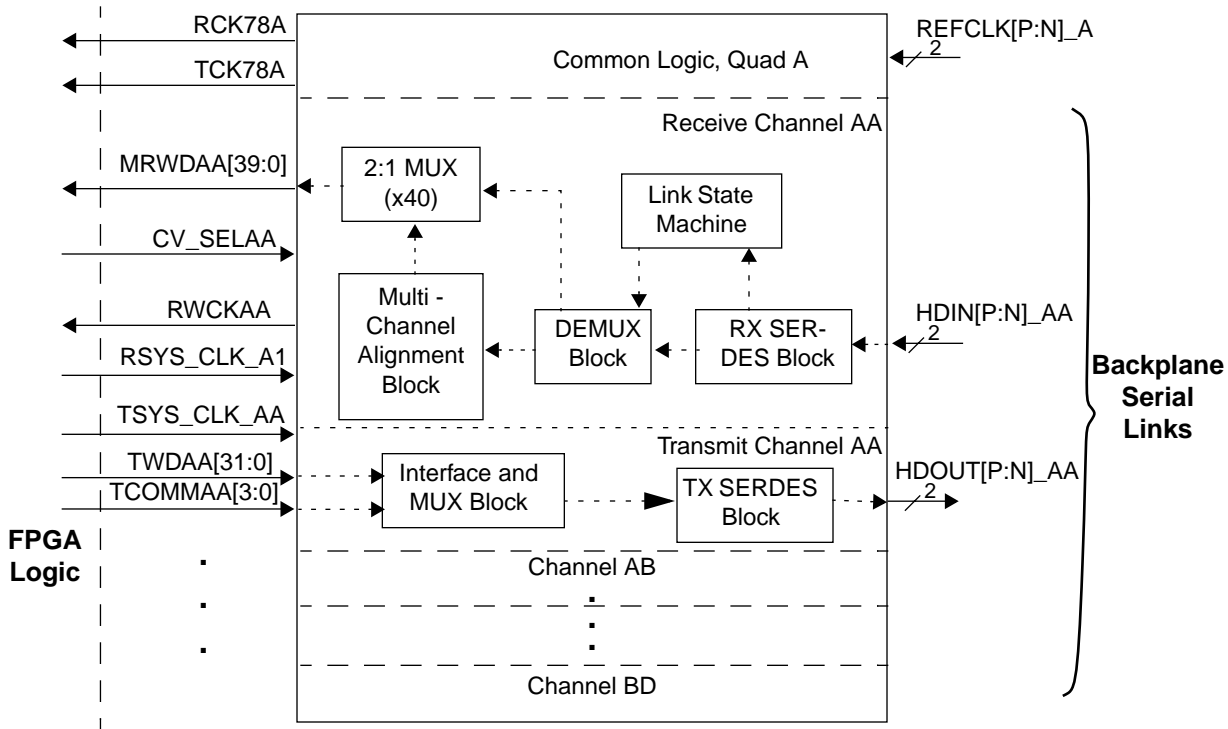 RCK78A
TCK78A
MRWDAA[39:0]
CV_SELAA
RWCKAA
RSYS_CLK_A1
TSYS_CLK_AA
TWDAA[31:0]
TCOMMAA[3:0]
FPGA
Logic
Common Logic, Quad A
REFCLK[P:N]_A
2
Receive Channel AA
2:1 MUX
(x40)
Link State
Machine
Multi -
Channel
Alignment
Block
DEMUX
Block
RX SER-
DES Block
HDIN[P:N]_AA
2
Backplane
Serial
Links
Transmit Channel AA
Interface and
MUX Block
TX SERDES
Block
HDOUT[P:N]_AA
2
Channel AB
Channel BD